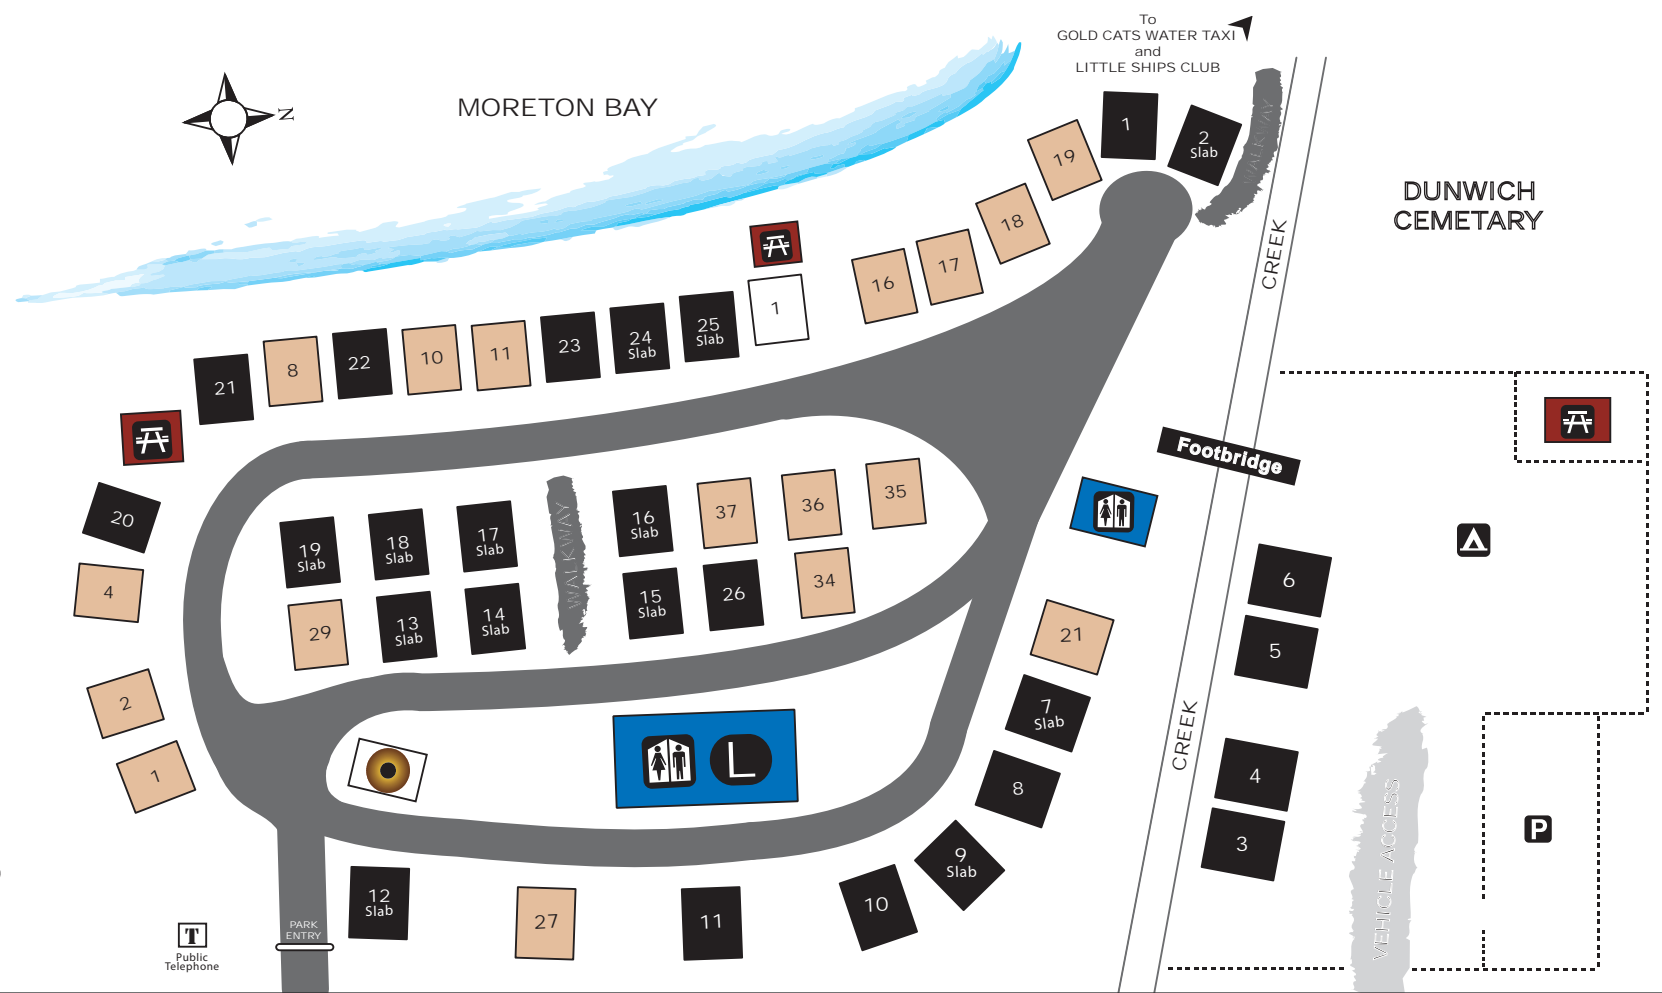 To
GOLD CATS WATER TAXI
and
LITTLE SHIPS CLUB
N
MORETON BAY
1
2
Slab
WALKWAY
19
18
17
16
DUNWICH
CEMETARY
CREEK
1
25
Slab
24
Slab
23
11
10
22
8
21
20
4
2
1
19
Slab
18
Slab
17
Slab
WALKWAY
16
Slab
37
36
35
29
13
Slab
14
Slab
15
Slab
26
34
Footbridge
6
5
21
7
Slab
8
CREEK
4
3
9
Slab
10
11
27
12
Slab
L
P
VEHICLE ACCESS
PARK
ENTRY
T
Public
Telephone